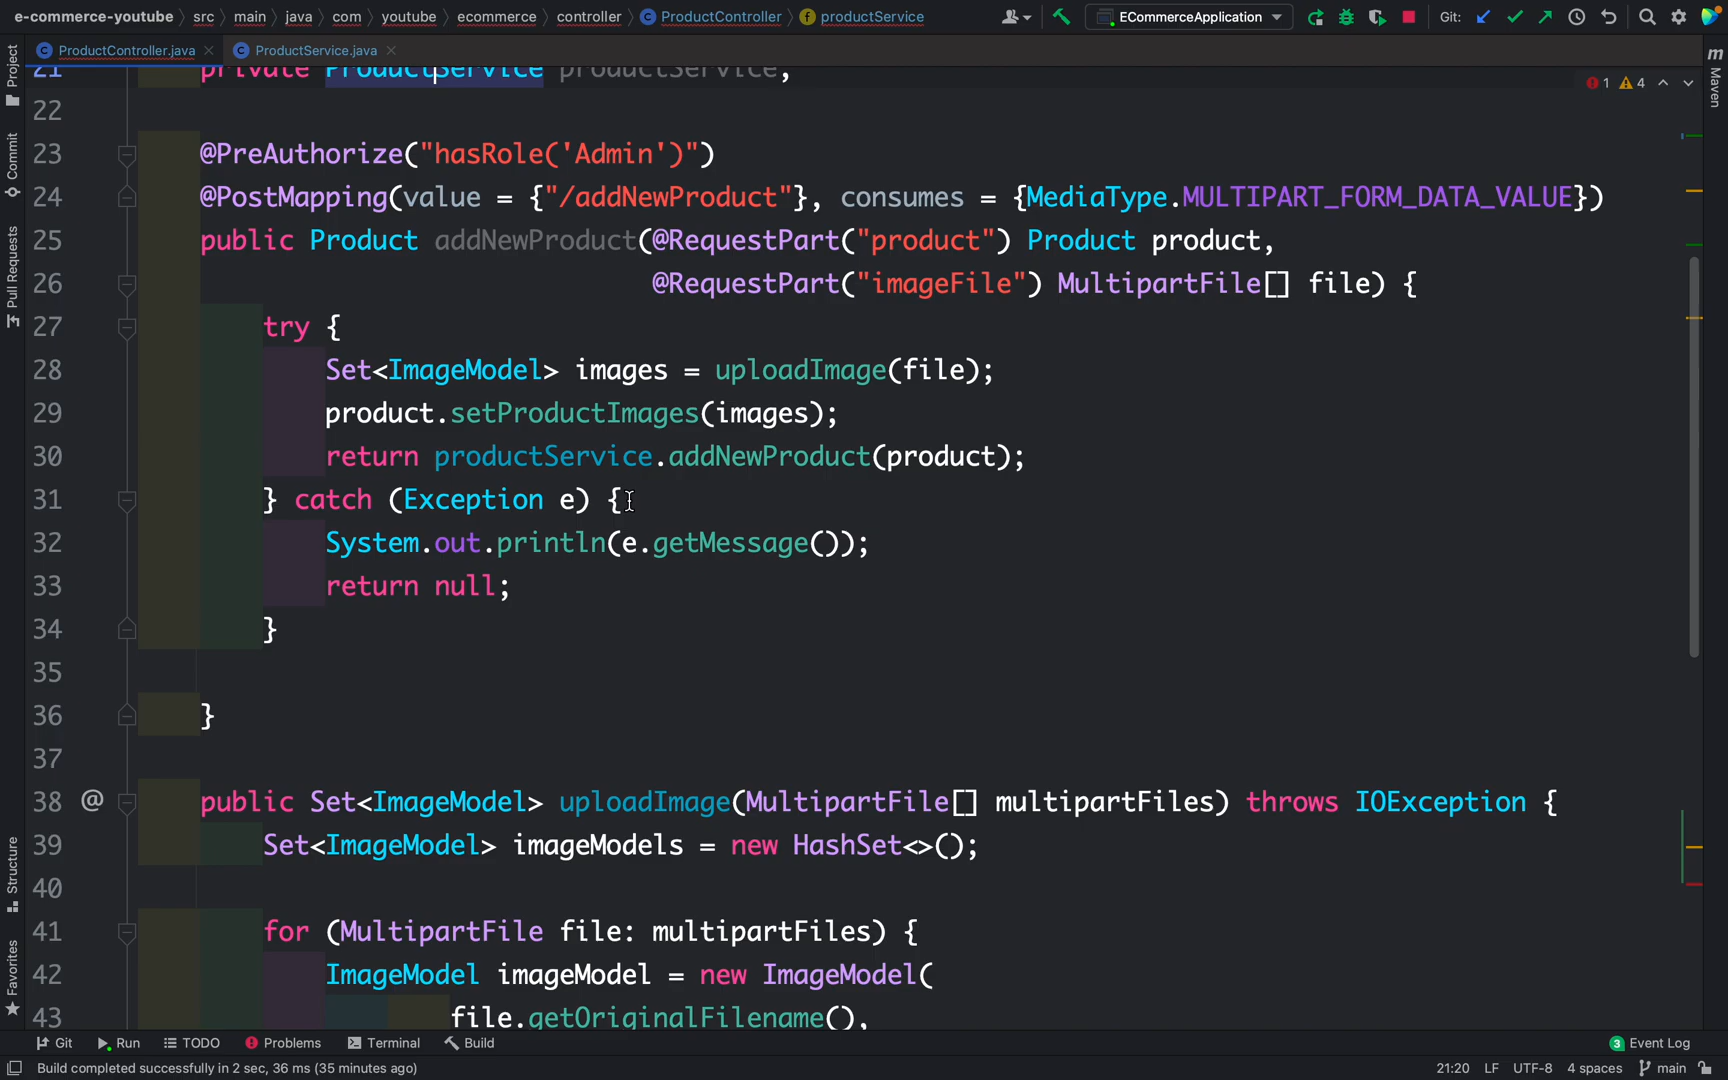 e-commerce-youtube › src › main › java › com › youtube › ecommerce › controller › ProductController › productService
ECommerceApplication
Git:
ProductController.java
ProductService.java
Project
Commit
Pull Requests
Structure
Favorites
Maven
1 4
21 private ProductService productService;
22
23 @PreAuthorize("hasRole('Admin')")
24 @PostMapping(value = {"/addNewProduct"}, consumes = {MediaType.MULTIPART_FORM_DATA_VALUE})
25 public Product addNewProduct(@RequestPart("product") Product product,
26 @RequestPart("imageFile") MultipartFile[] file) {
27 try {
28 Set<ImageModel> images = uploadImage(file);
29 product.setProductImages(images);
30 return productService.addNewProduct(product);
31 } catch (Exception e) {
32 System.out.println(e.getMessage());
33 return null;
34 }
35
36 }
37
38 @ public Set<ImageModel> uploadImage(MultipartFile[] multipartFiles) throws IOException {
39 Set<ImageModel> imageModels = new HashSet<>();
40
41 for (MultipartFile file: multipartFiles) {
42 ImageModel imageModel = new ImageModel(
43 file.getOriginalFilename(),
Git Run TODO Problems Terminal Build 3 Event Log
Build completed successfully in 2 sec, 36 ms (35 minutes ago) 21:20 LF UTF-8 4 spaces main